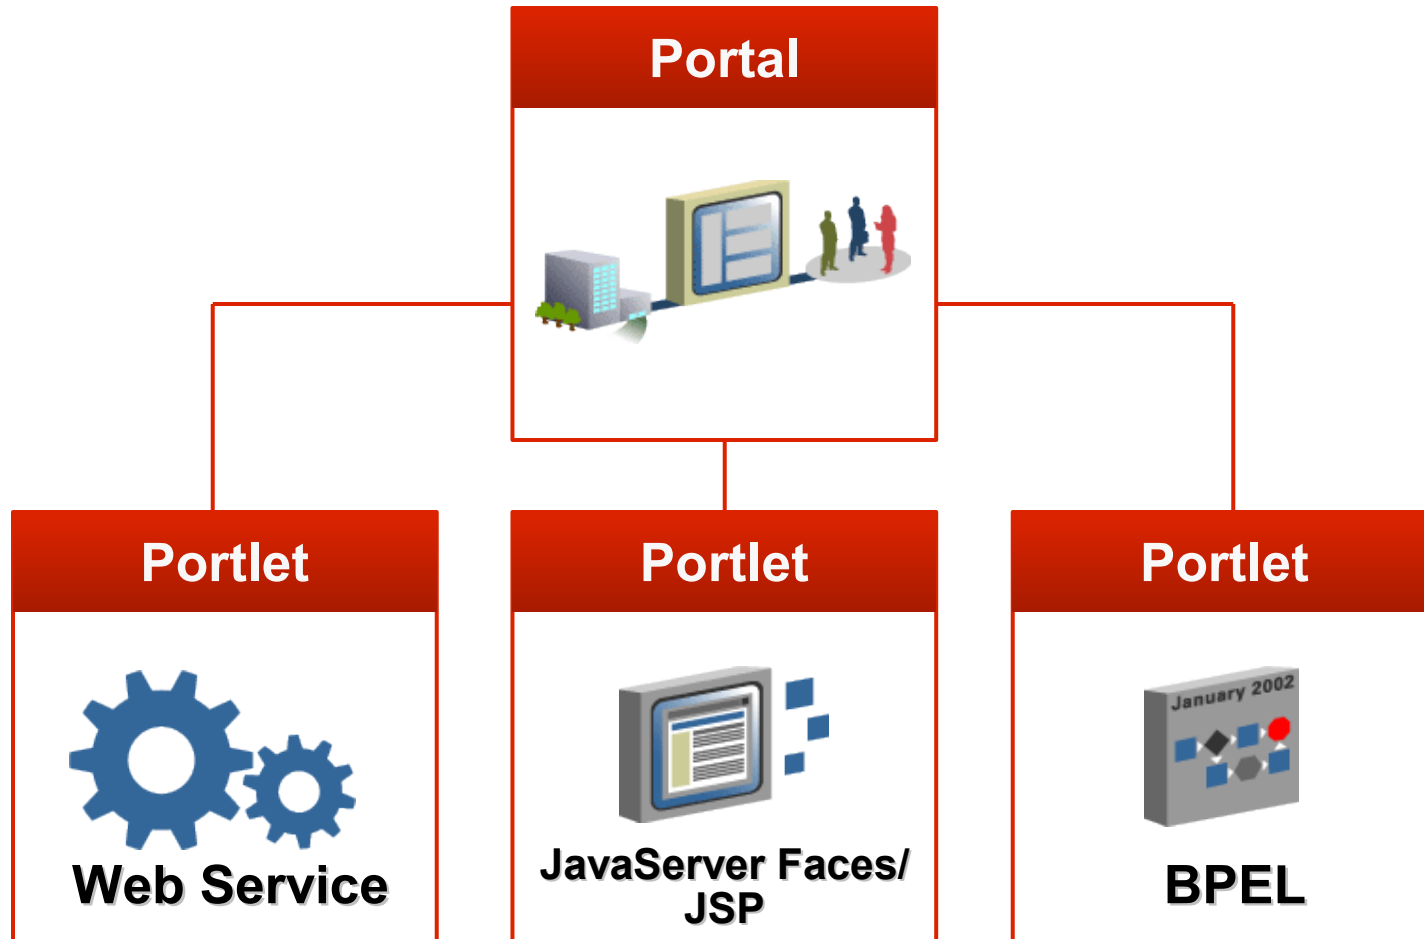 Portal
Portlet
Portlet
Portlet
January 2002
Web Service
JavaServer Faces/
JSP
BPEL